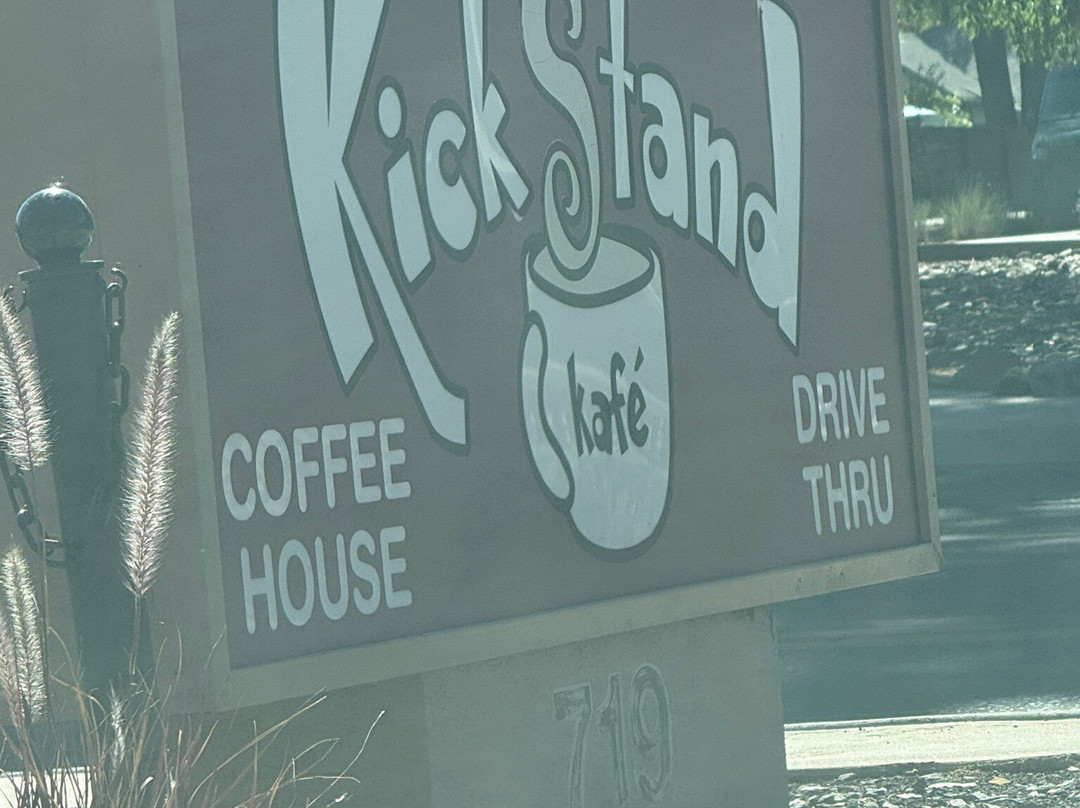 KickStand
kafé
COFFEE
HOUSE
DRIVE
THRU
719